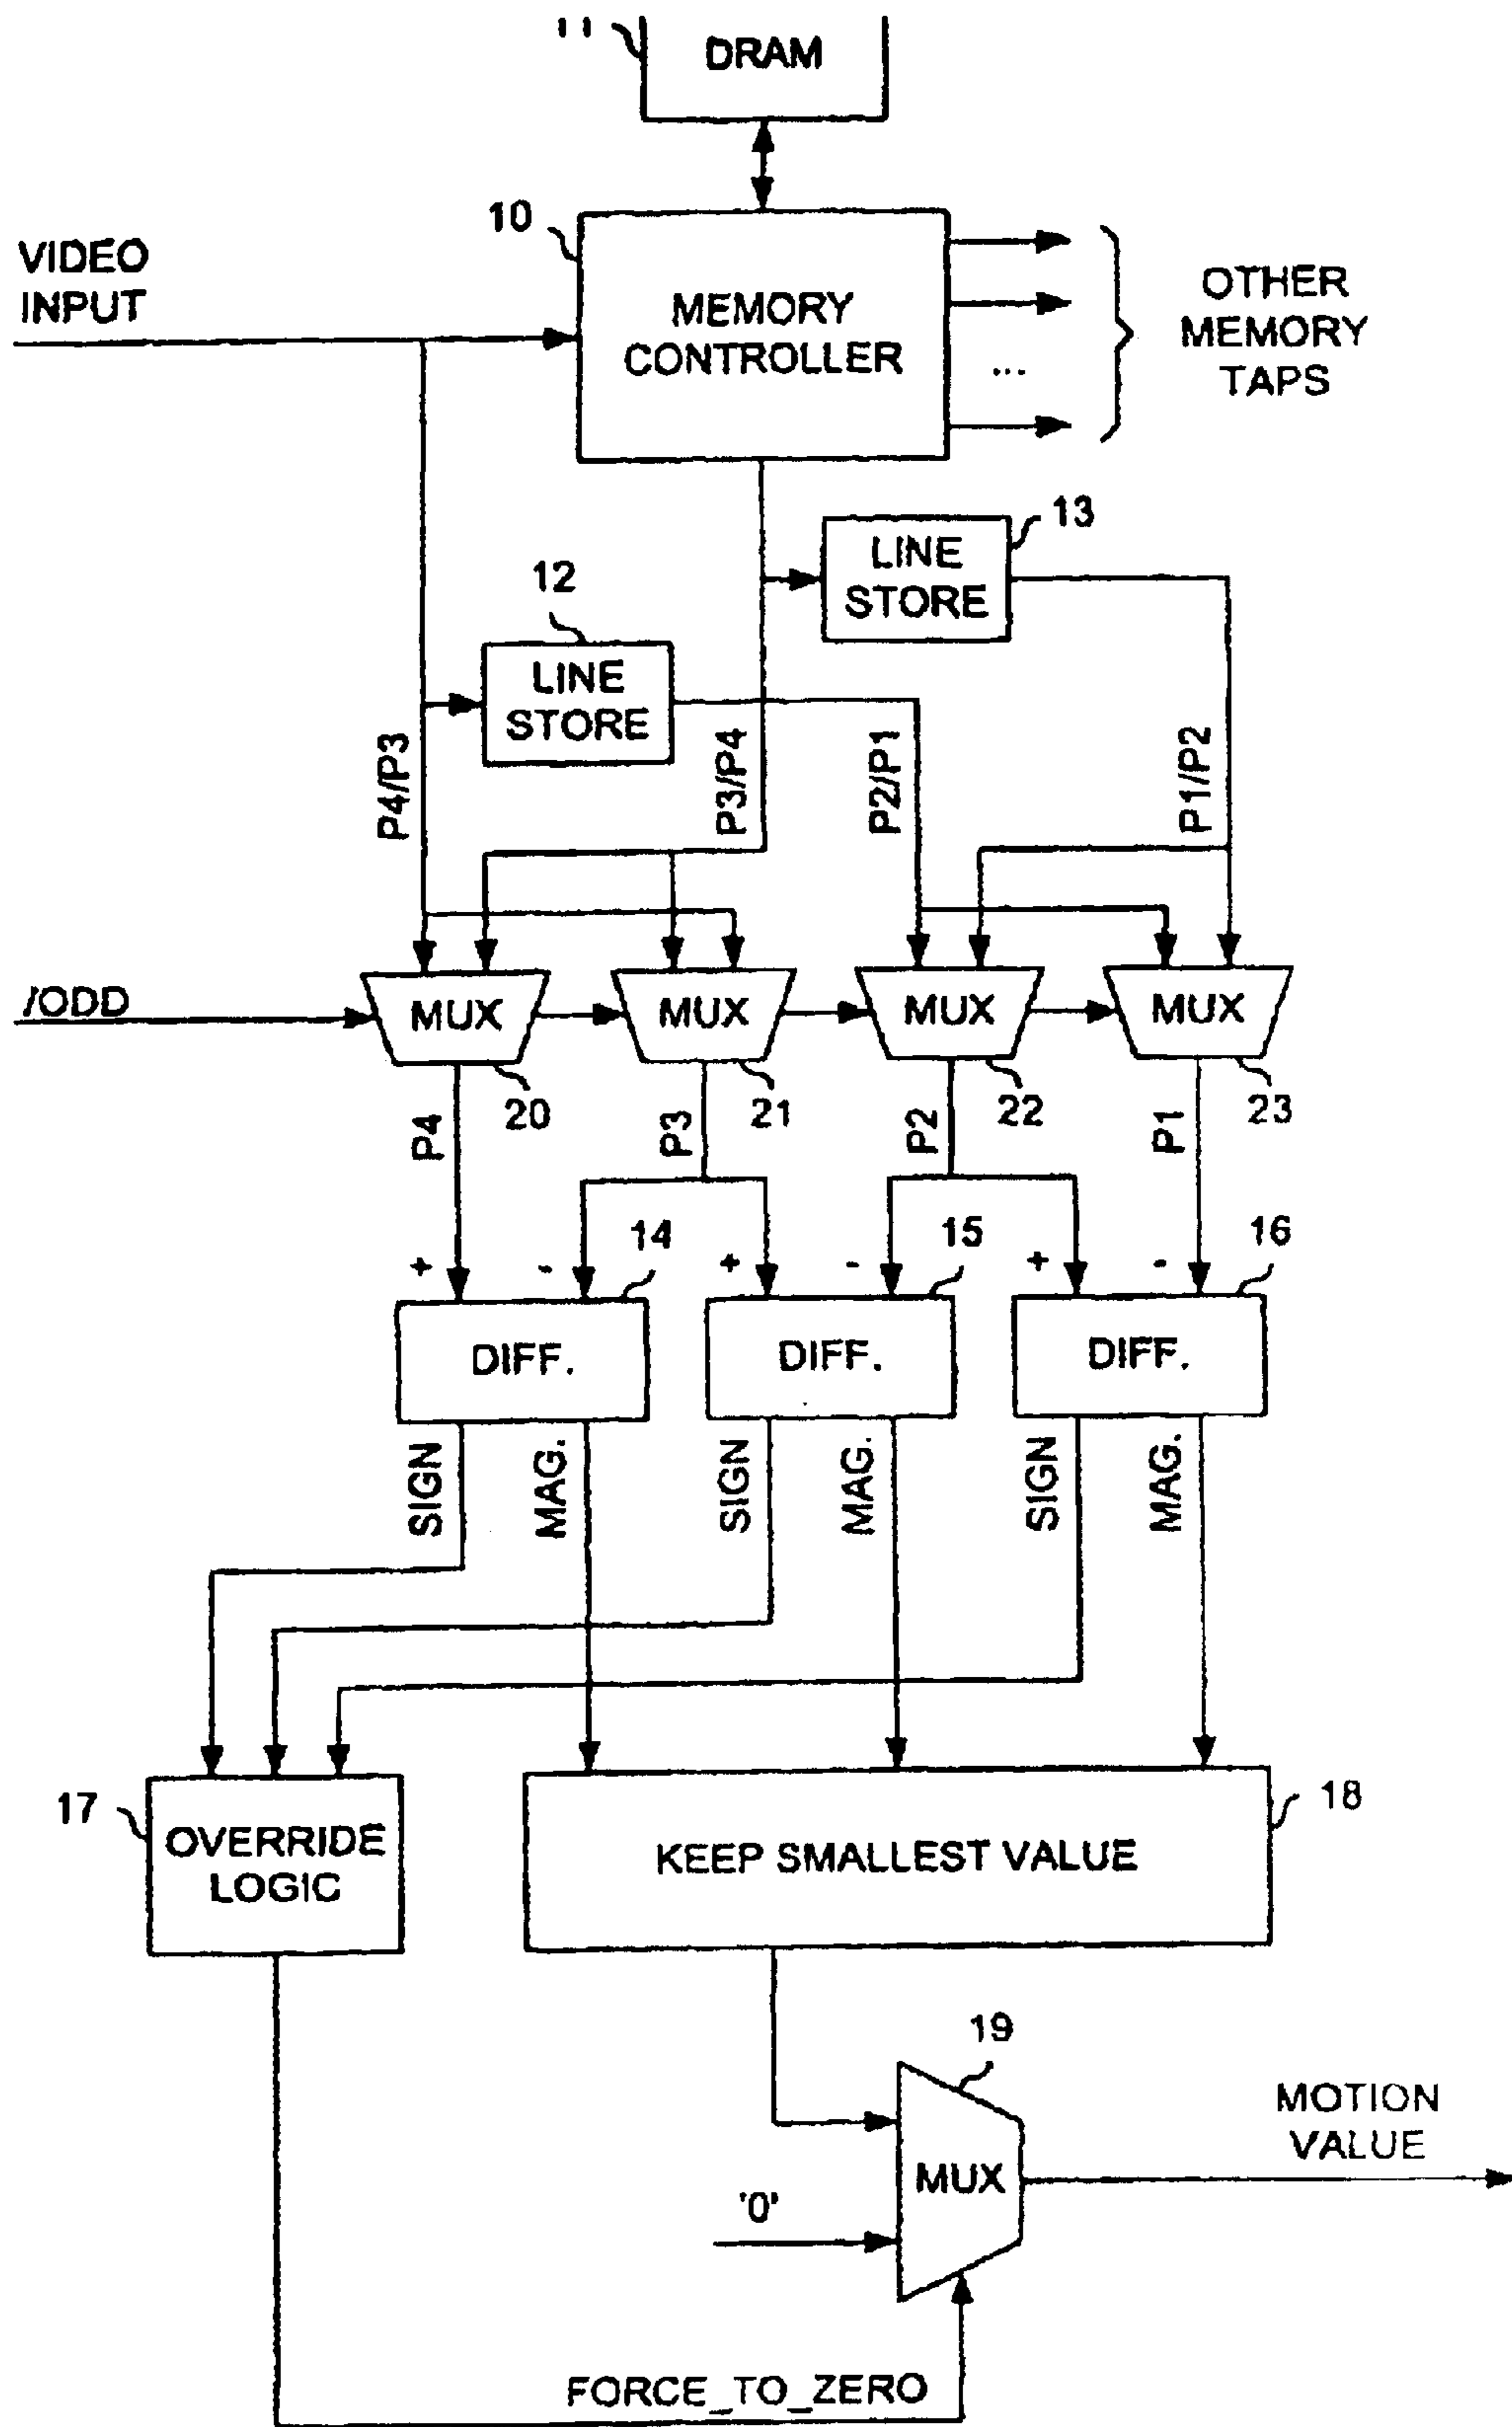 11
DRAM
10
VIDEO
INPUT
MEMORY
CONTROLLER
...
OTHER
MEMORY
TAPS
13
LINE
STORE
12
LINE
STORE
P4/P3
P3/P4
P2/P1
P1/P2
/ODD
MUX
MUX
MUX
MUX
20
21
22
23
P4
P3
P2
P1
14
15
16
+
-
+
-
+
-
DIFF.
DIFF.
DIFF.
SIGN
MAG.
SIGN
MAG.
SIGN
MAG.
17
OVERRIDE
LOGIC
18
KEEP SMALLEST VALUE
19
MUX
'0'
MOTION
VALUE
FORCE_TO_ZERO